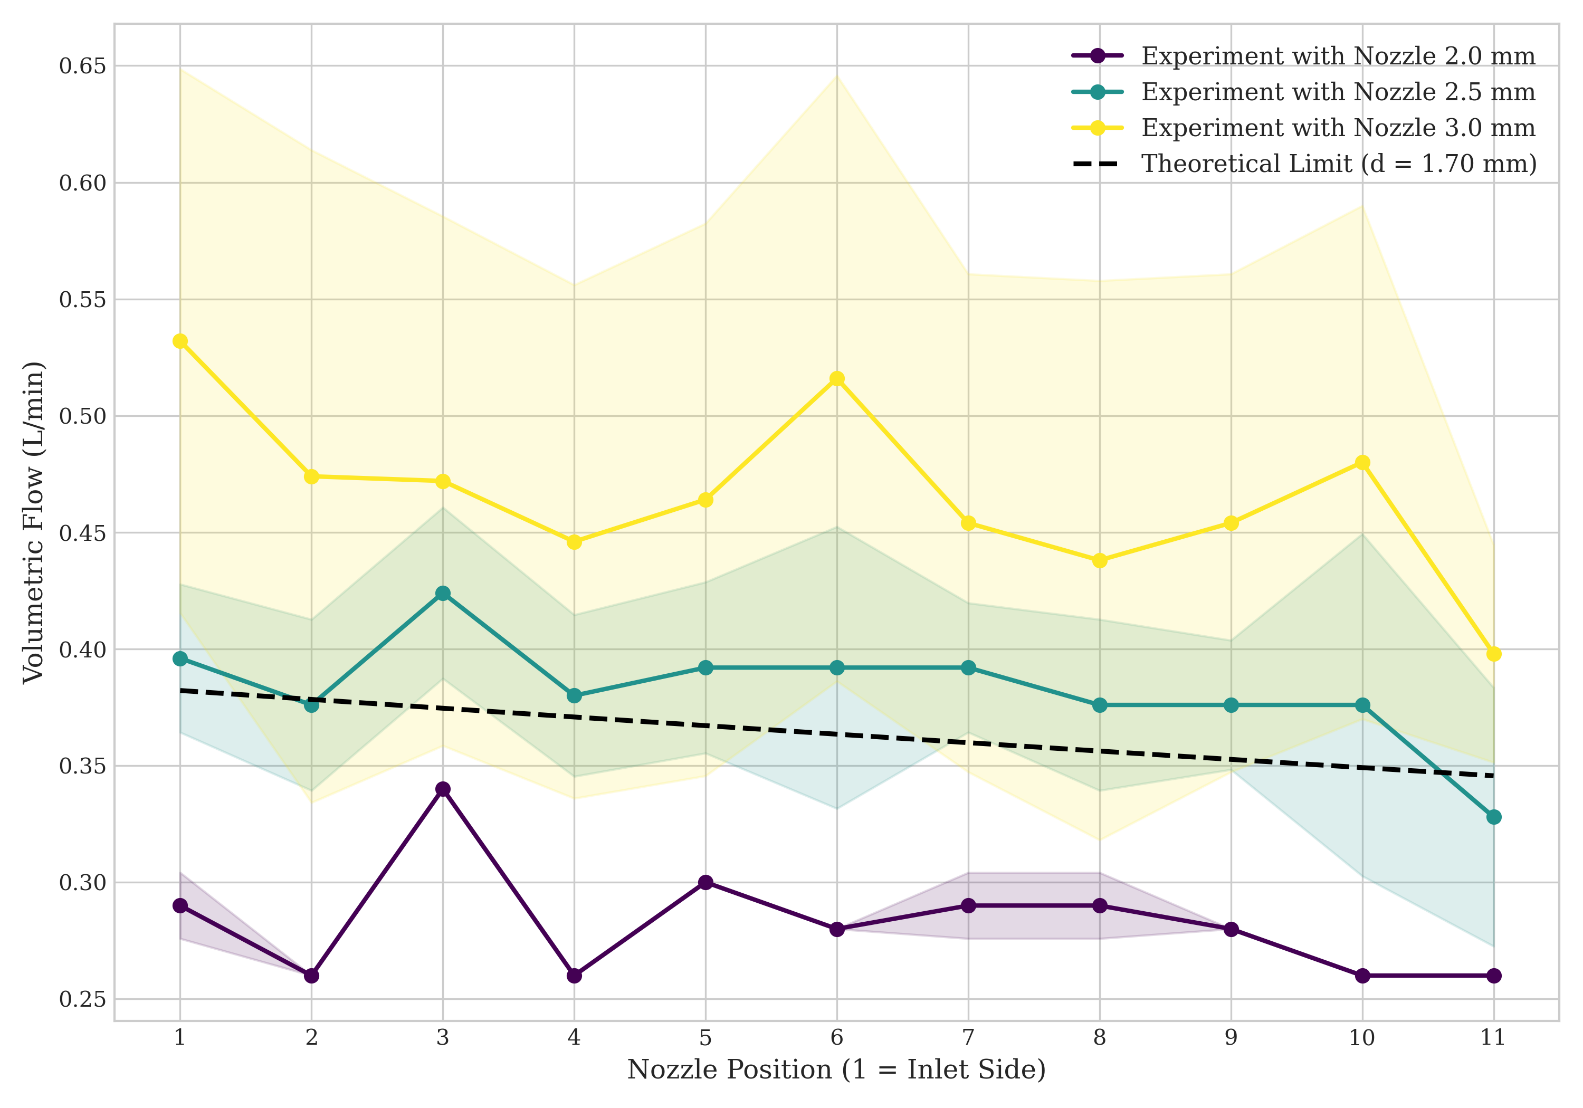 Experiment with Nozzle 2.0 mm
Experiment with Nozzle 2.5 mm
Experiment with Nozzle 3.0 mm
Theoretical Limit (d = 1.70 mm)
Volumetric Flow (L/min)
0.65
0.60
0.55
0.50
0.45
0.40
0.35
0.30
0.25
1 2 3 4 5 6 7 8 9 10 11
Nozzle Position (1 = Inlet Side)